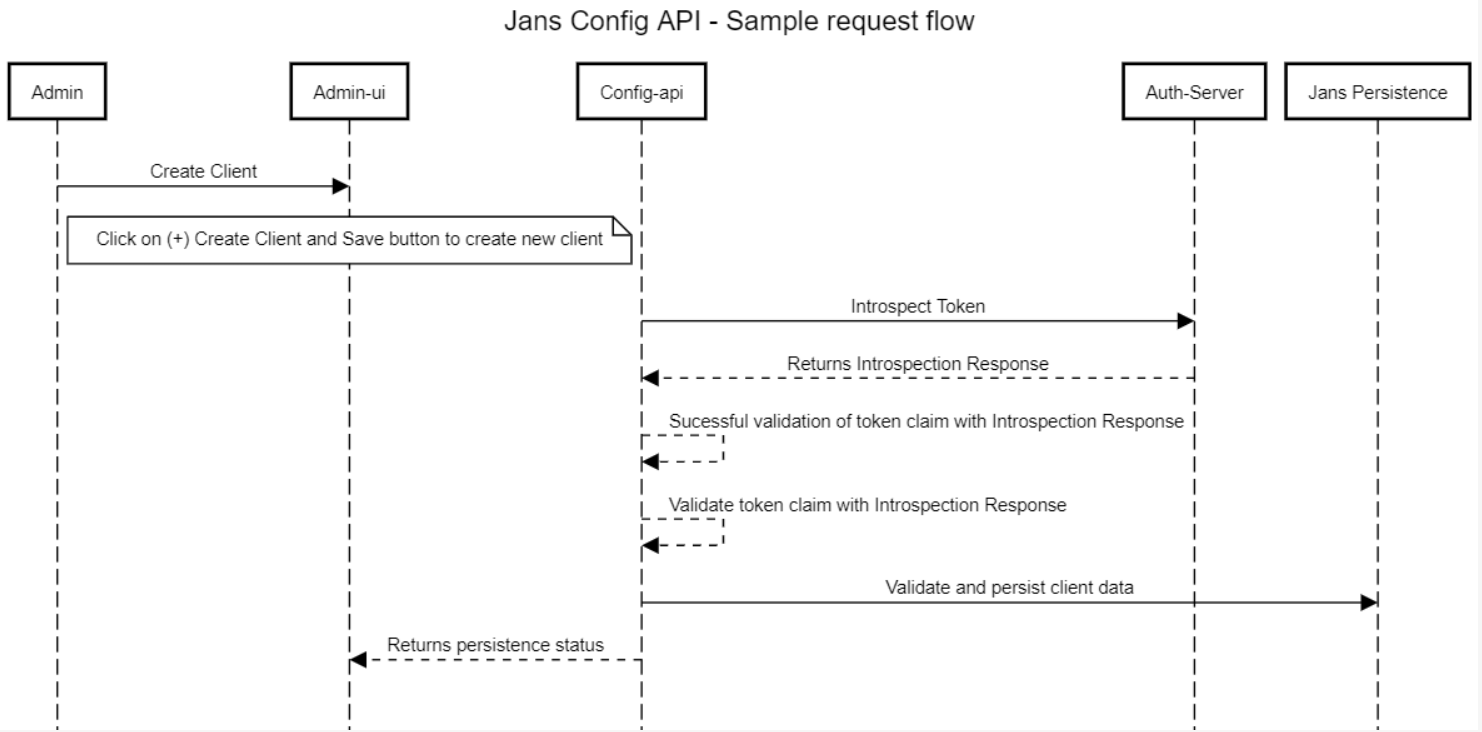 Jans Config API - Sample request flow
Admin
Admin-ui
Config-api
Auth-Server
Jans Persistence
Create Client
Click on (+) Create Client and Save button to create new client
Introspect Token
Returns Introspection Response
Sucessful validation of token claim with Introspection Response
Validate token claim with Introspection Response
Validate and persist client data
Returns persistence status